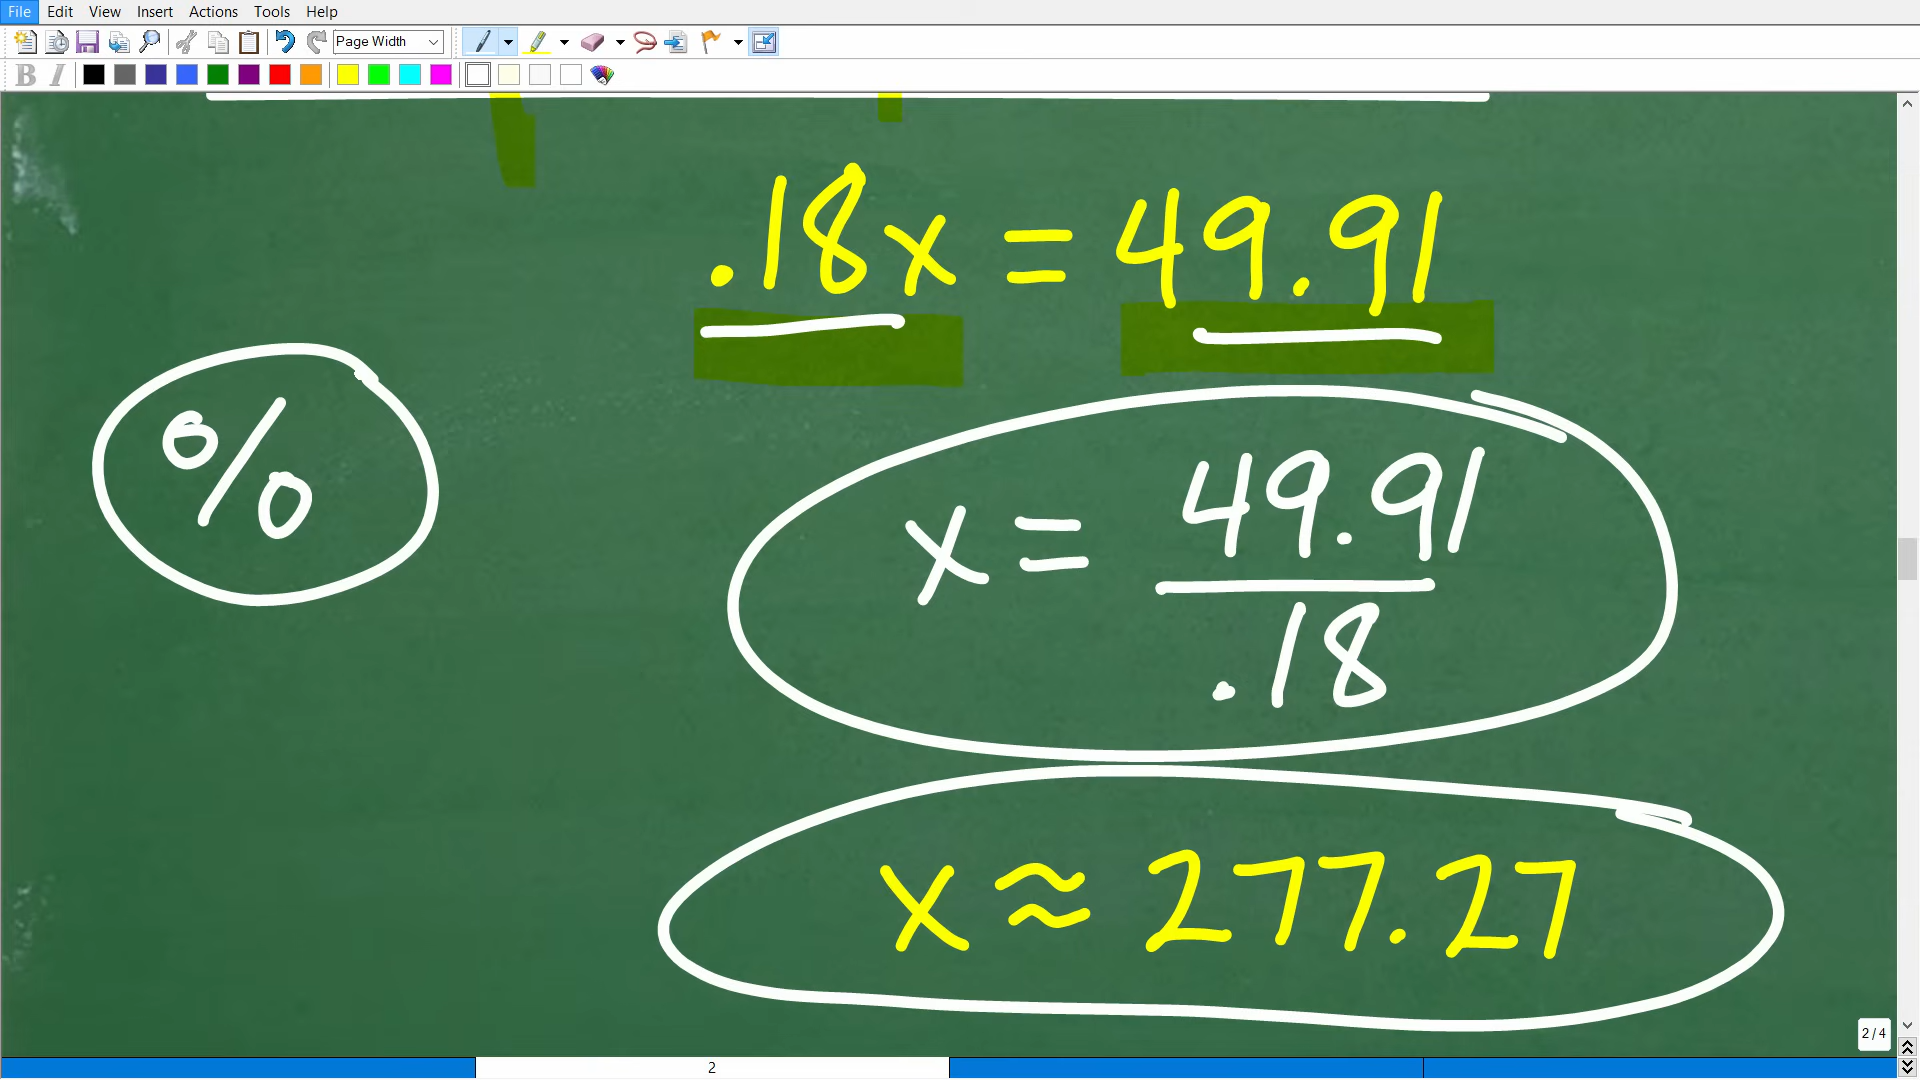 File Edit View Insert Actions Tools Help
Page Width
B I
.18x = 49.91
%
x = 49.91
.18
x ≈ 277.27
2 / 4
2